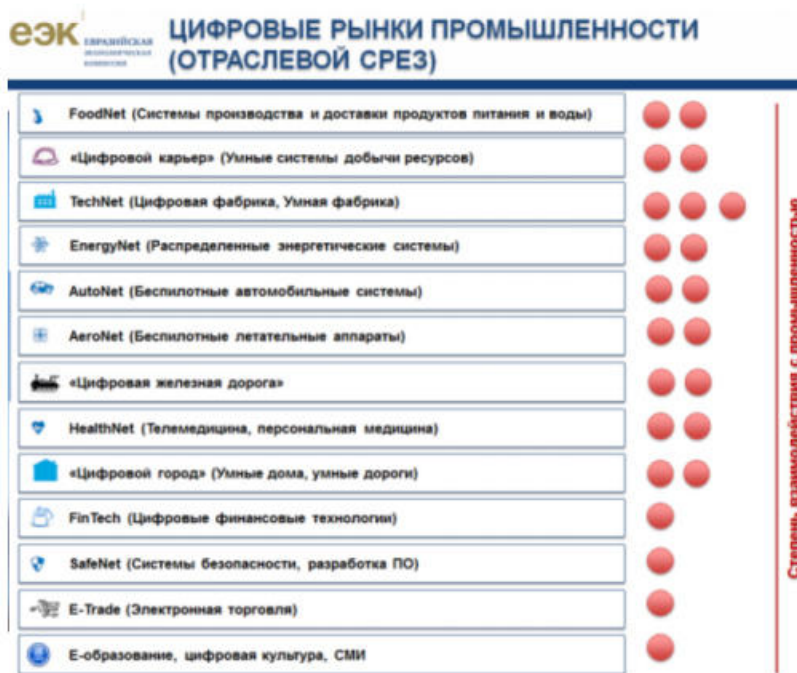 еэк
ЕВРАЗИЙСКАЯ
ЭКОНОМИЧЕСКАЯ
КОМИССИЯ
ЦИФРОВЫЕ РЫНКИ ПРОМЫШЛЕННОСТИ
(ОТРАСЛЕВОЙ СРЕЗ)
FoodNet (Системы производства и доставки продуктов питания и воды)
«Цифровой карьер» (Умные системы добычи ресурсов)
TechNet (Цифровая фабрика, Умная фабрика)
EnergyNet (Распределенные энергетические системы)
AutoNet (Беспилотные автомобильные системы)
AeroNet (Беспилотные летательные аппараты)
«Цифровая железная дорога»
HealthNet (Телемедицина, персональная медицина)
«Цифровой город» (Умные дома, умные дороги)
FinTech (Цифровые финансовые технологии)
SafeNet (Системы безопасности, разработка ПО)
E-Trade (Электронная торговля)
Е-образование, цифровая культура, СМИ
Степень взаимодействия с промышленностью